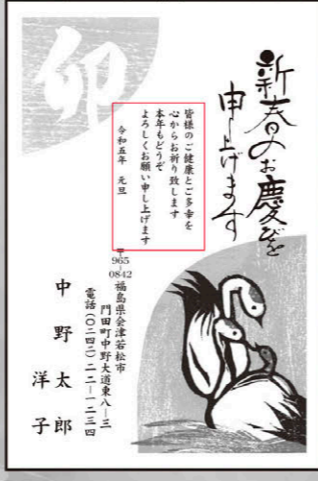 新春のお慶びを
申し上げます
皆様のご健康とご多幸を
心からお祈り致します
本年もどうぞ
よろしくお願い申し上げます
令和五年 元旦
卯
〒965-0842
福島県会津若松市
門田町中野大道東八―三
電話(〇二四二)二二―一二三四
中野太郎
洋子